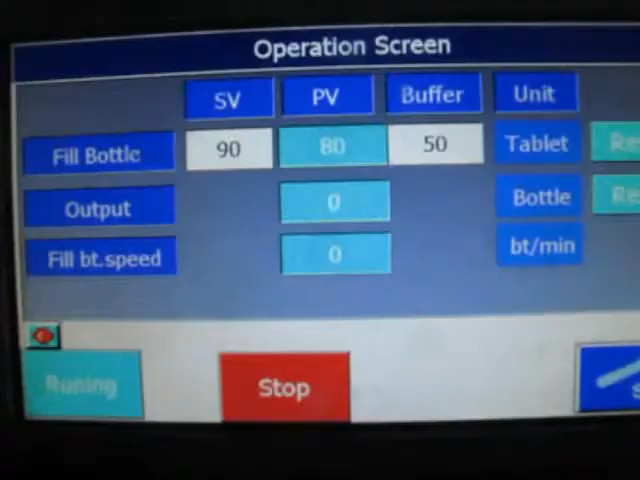 Operation Screen
SV PV Buffer Unit
Fill Bottle 90 80 50 Tablet
Output 0 Bottle
Fill bt.speed 0 bt/min
Runing Stop